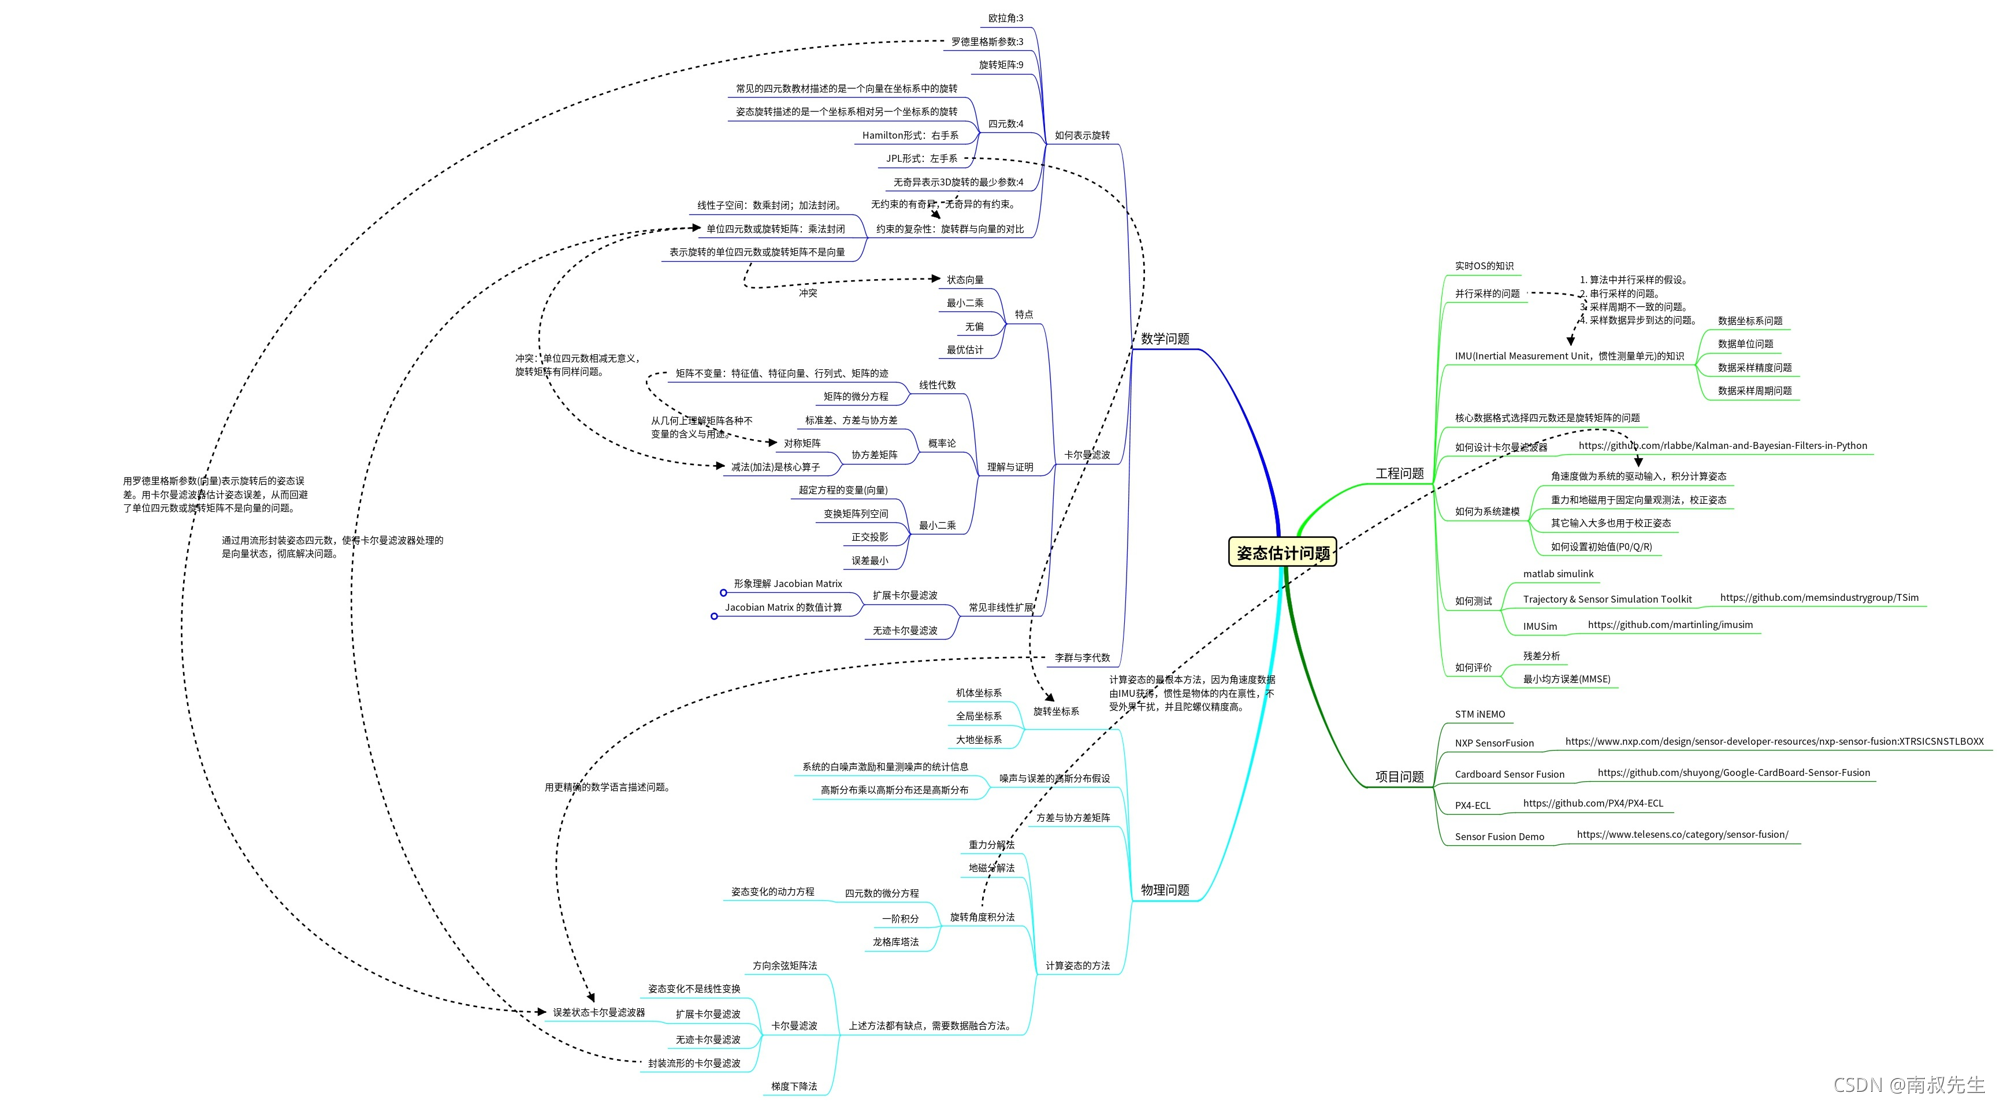 姿态估计问题
数学问题
如何表示旋转
欧拉角:3
罗德里格斯参数:3
旋转矩阵:9
四元数:4
常见的四元数教材描述的是一个向量在坐标系中的旋转
姿态旋转描述的是一个坐标系相对另一个坐标系的旋转
Hamilton形式：右手系
JPL形式：左手系
无奇异表示3D旋转的最少参数:4
无约束的有奇异，无奇异的有约束。
约束的复杂性：旋转群与向量的对比
线性子空间：数乘封闭；加法封闭。
单位四元数或旋转矩阵：乘法封闭
表示旋转的单位四元数或旋转矩阵不是向量
冲突
卡尔曼滤波
特点
状态向量
最小二乘
无偏
最优估计
理解与证明
线性代数
矩阵不变量：特征值、特征向量、行列式、矩阵的迹
矩阵的微分方程
概率论
标准差、方差与协方差
协方差矩阵
对称矩阵
减法(加法)是核心算子
冲突：单位四元数相减无意义，
旋转矩阵有同样问题。
从几何上理解矩阵各种不
变量的含义与用途。
最小二乘
超定方程的变量(向量)
变换矩阵列空间
正交投影
误差最小
常见非线性扩展
扩展卡尔曼滤波
形象理解 Jacobian Matrix
Jacobian Matrix 的数值计算
无迹卡尔曼滤波
李群与李代数
用罗德里格斯参数(向量)表示旋转后的姿态误
差。用卡尔曼滤波器估计姿态误差，从而回避
了单位四元数或旋转矩阵不是向量的问题。
通过用流形封装姿态四元数，使得卡尔曼滤波器处理的
是向量状态，彻底解决问题。
用更精确的数学语言描述问题。
物理问题
旋转坐标系
机体坐标系
全局坐标系
大地坐标系
噪声与误差的高斯分布假设
系统的白噪声激励和量测噪声的统计信息
高斯分布乘以高斯分布还是高斯分布
方差与协方差矩阵
计算姿态的方法
重力分解法
地磁分解法
旋转角度积分法
四元数的微分方程
姿态变化的动力方程
一阶积分
龙格库塔法
计算姿态的最根本方法，因为角速度数据
由IMU获得，惯性是物体的内在禀性，不
受外界干扰，并且陀螺仪精度高。
上述方法都有缺点，需要数据融合方法。
方向余弦矩阵法
卡尔曼滤波
姿态变化不是线性变换
扩展卡尔曼滤波
误差状态卡尔曼滤波器
无迹卡尔曼滤波
封装流形的卡尔曼滤波
梯度下降法
工程问题
实时OS的知识
并行采样的问题
1. 算法中并行采样的假设。
2. 串行采样的问题。
3. 采样周期不一致的问题。
4. 采样数据异步到达的问题。
IMU(Inertial Measurement Unit，惯性测量单元)的知识
数据坐标系问题
数据单位问题
数据采样精度问题
数据采样周期问题
核心数据格式选择四元数还是旋转矩阵的问题
如何设计卡尔曼滤波器
https://github.com/rlabbe/Kalman-and-Bayesian-Filters-in-Python
如何为系统建模
角速度做为系统的驱动输入，积分计算姿态
重力和地磁用于固定向量观测法，校正姿态
其它输入大多也用于校正姿态
如何设置初始值(P0/Q/R)
如何测试
matlab simulink
Trajectory & Sensor Simulation Toolkit
https://github.com/memsindustrygroup/TSim
IMUSim
https://github.com/martinling/imusim
如何评价
残差分析
最小均方误差(MMSE)
项目问题
STM iNEMO
NXP SensorFusion
https://www.nxp.com/design/sensor-developer-resources/nxp-sensor-fusion:XTRSICSNSTLBOXX
Cardboard Sensor Fusion
https://github.com/shuyong/Google-CardBoard-Sensor-Fusion
PX4-ECL
https://github.com/PX4/PX4-ECL
Sensor Fusion Demo
https://www.telesens.co/category/sensor-fusion/
CSDN @南叔先生